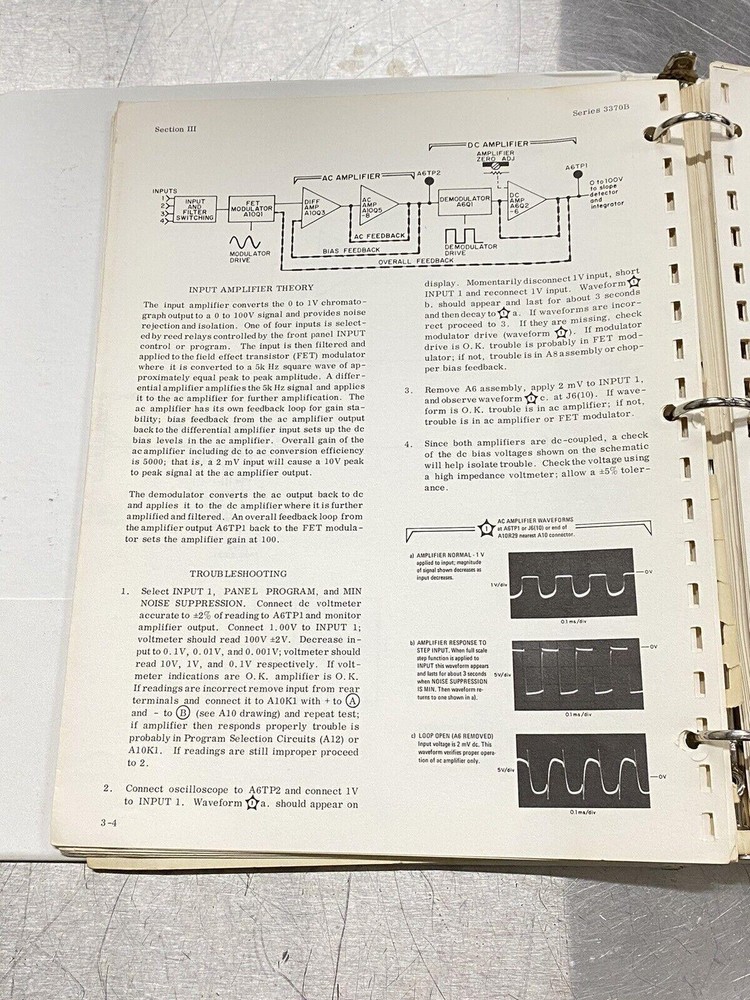 Section III
Series 3370B
DC AMPLIFIER
AMPLIFIER
ZERO ADJ
AC AMPLIFIER
A6TP2
A6TP1
INPUTS
1
2
3
4
INPUT
AND
FILTER
SWITCHING
FET
MODULATOR
A10Q1
DIFF
AMP
A10Q3
AC
AMP
A10Q5
-8
DEMODULATOR
A6Q1
DC
AMP
A6Q2
-6
0 to 100V
to slope
detector
and
integrator
AC FEEDBACK
BIAS FEEDBACK
MODULATOR
DRIVE
DEMODULATOR
DRIVE
OVERALL FEEDBACK
INPUT AMPLIFIER THEORY
The input amplifier converts the 0 to 1V chromato-
graph output to a 0 to 100V signal and provides noise
rejection and isolation. One of four inputs is select-
ed by reed relays controlled by the front panel INPUT
control or program. The input is then filtered and
applied to the field effect transistor (FET) modulator
where it is converted to a 5k Hz square wave of ap-
proximately equal peak to peak amplitude. A differ-
ential amplifier amplifies the 5k Hz signal and applies
it to the ac amplifier for further amplification. The
ac amplifier has its own feedback loop for gain sta-
bility; bias feedback from the ac amplifier output
back to the differential amplifier input sets up the dc
bias levels in the ac amplifier. Overall gain of the
ac amplifier including dc to ac conversion efficiency
is 5000; that is, a 2 mV input will cause a 10V peak
to peak signal at the ac amplifier output.
The demodulator converts the ac output back to dc
and applies it to the dc amplifier where it is further
amplified and filtered. An overall feedback loop from
the amplifier output A6TP1 back to the FET modula-
tor sets the amplifier gain at 100.
TROUBLESHOOTING
1. Select INPUT 1, PANEL PROGRAM, and MIN
NOISE SUPPRESSION. Connect dc voltmeter
accurate to ±2% of reading to A6TP1 and monitor
amplifier output. Connect 1.00V to INPUT 1;
voltmeter should read 100V ±2V. Decrease in-
put to 0.1V, 0.01V, and 0.001V; voltmeter should
read 10V, 1V, and 0.1V respectively. If volt-
meter indications are O.K. amplifier is O.K.
If readings are incorrect remove input from rear
terminals and connect it to A10K1 with + to A
and - to B (see A10 drawing) and repeat test;
if amplifier then responds properly trouble is
probably in Program Selection Circuits (A12) or
A10K1. If readings are still improper proceed
to 2.
2. Connect oscilloscope to A6TP2 and connect 1V
to INPUT 1. Waveform 1 a. should appear on
3-4
display. Momentarily disconnect 1V input, short
INPUT 1 and reconnect 1V input. Waveform 1
b. should appear and last for about 3 seconds
and then decay to 1 a. If waveforms are incor-
rect proceed to 3. If they are missing, check
modulator drive (waveform). If modulator
drive is O.K. trouble is probably in FET mod-
ulator; if not, trouble is in A8 assembly or chop-
per bias feedback.
3. Remove A6 assembly, apply 2 mV to INPUT 1,
and observe waveform 1 c. at J6(10). If wave-
form is O.K. trouble is in ac amplifier; if not,
trouble is in ac amplifier or FET modulator.
4. Since both amplifiers are dc-coupled, a check
of the dc bias voltages shown on the schematic
will help isolate trouble. Check the voltage using
a high impedance voltmeter; allow a ±5% toler-
ance.
1
AC AMPLIFIER WAVEFORMS
at A6TP1 or J6(10) or end of
A10R29 nearest A10 connector.
a) AMPLIFIER NORMAL - 1 V
applied to input; magnitude
of signal shown decreases as
input decreases.
1V/div
0V
0.1ms/div
b) AMPLIFIER RESPONSE TO
STEP INPUT. When full scale
step function is applied to
INPUT this waveform appears
and lasts for about 3 seconds
when NOISE SUPPRESSION
IS MIN. Then waveform re-
turns to one shown in a).
5V/div
0V
0.1ms/div
c) LOOP OPEN (A6 REMOVED)
Input voltage is 2 mV dc. This
waveform verifies proper opera-
tion of ac amplifier only.
5V/div
0V
0.1ms/div